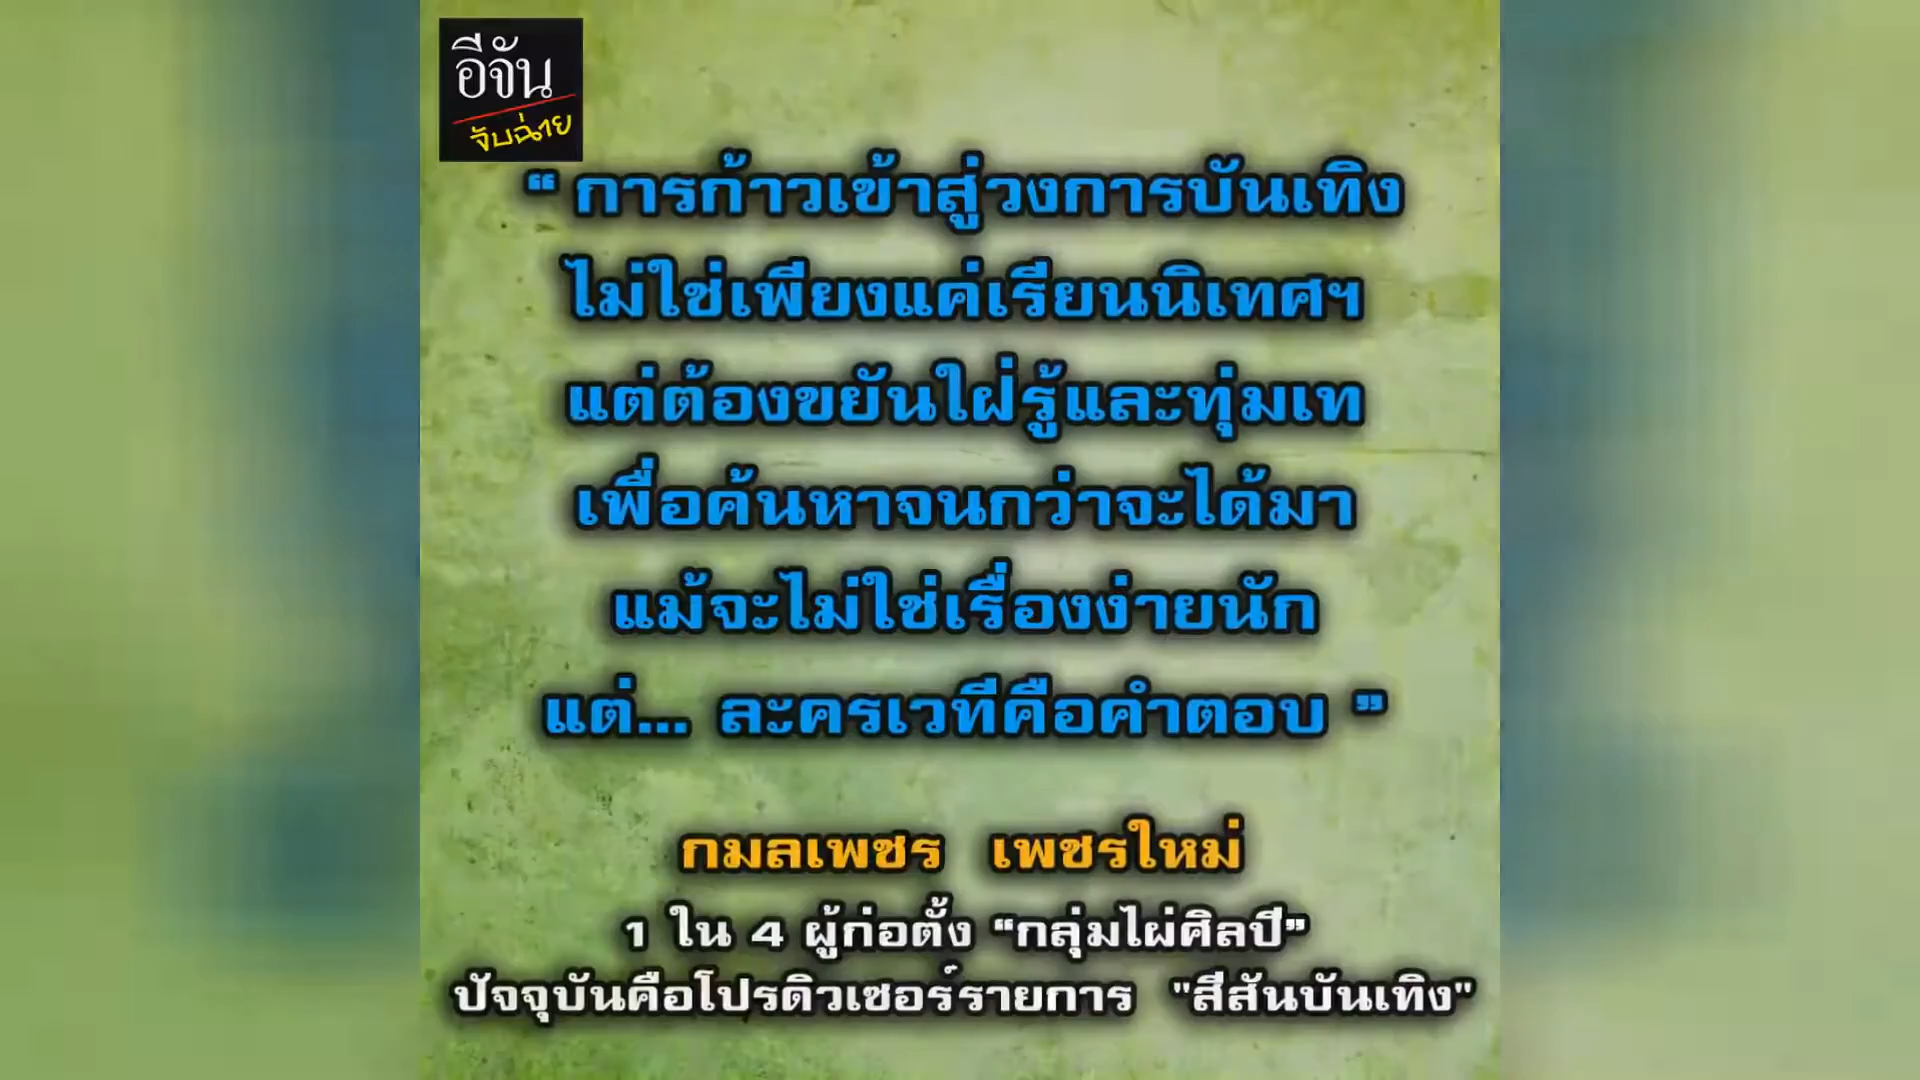 อีจัน
จับฉ่าย
“ การก้าวเข้าสู่วงการบันเทิง
ไม่ใช่เพียงแค่เรียนนิเทศฯ
แต่ต้องขยันใฝ่รู้และทุ่มเท
เพื่อค้นหาจนกว่าจะได้มา
แม้จะไม่ใช่เรื่องง่ายนัก
แต่... ละครเวทีคือคำตอบ ”
กมลเพชร เพชรใหม่
1 ใน 4 ผู้ก่อตั้ง “กลุ่มไผ่ศิลปี”
ปัจจุบันคือโปรดิวเซอร์รายการ "สีสันบันเทิง"